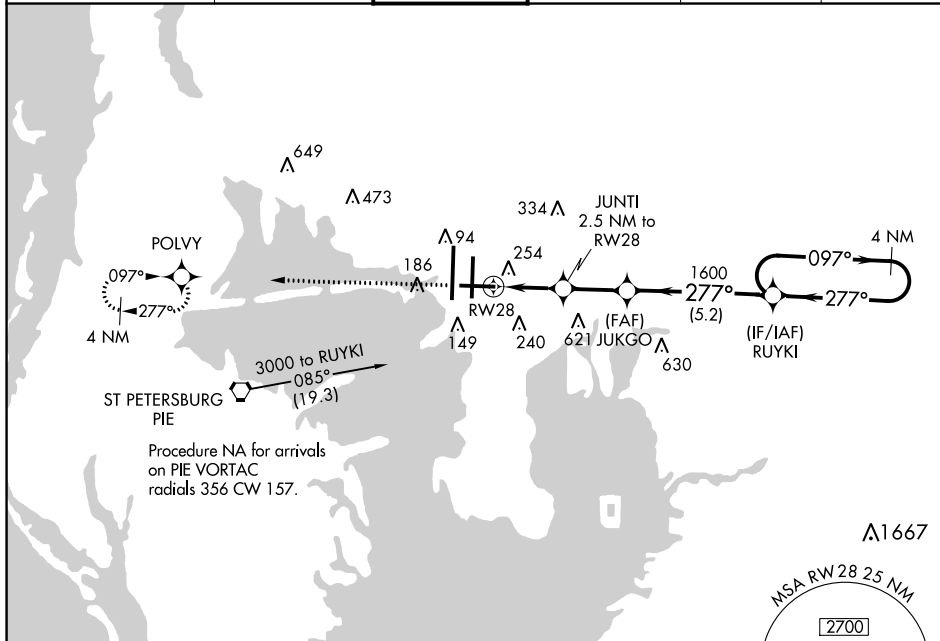 649
473
334
JUNTI
2.5 NM to
RW28
POLVY
94
254
4 NM
097°
186
1600
097°
277°
RW28
277°
277°
4 NM
(5.2)
149
240
621
(FAF)
JUKGO
(IF/IAF)
RUYKI
630
3000 to RUYKI
085°
(19.3)
ST PETERSBURG
PIE
Procedure NA for arrivals
on PIE VORTAC
radials 356 CW 157.
1667
MSA RW28 25 NM
2700